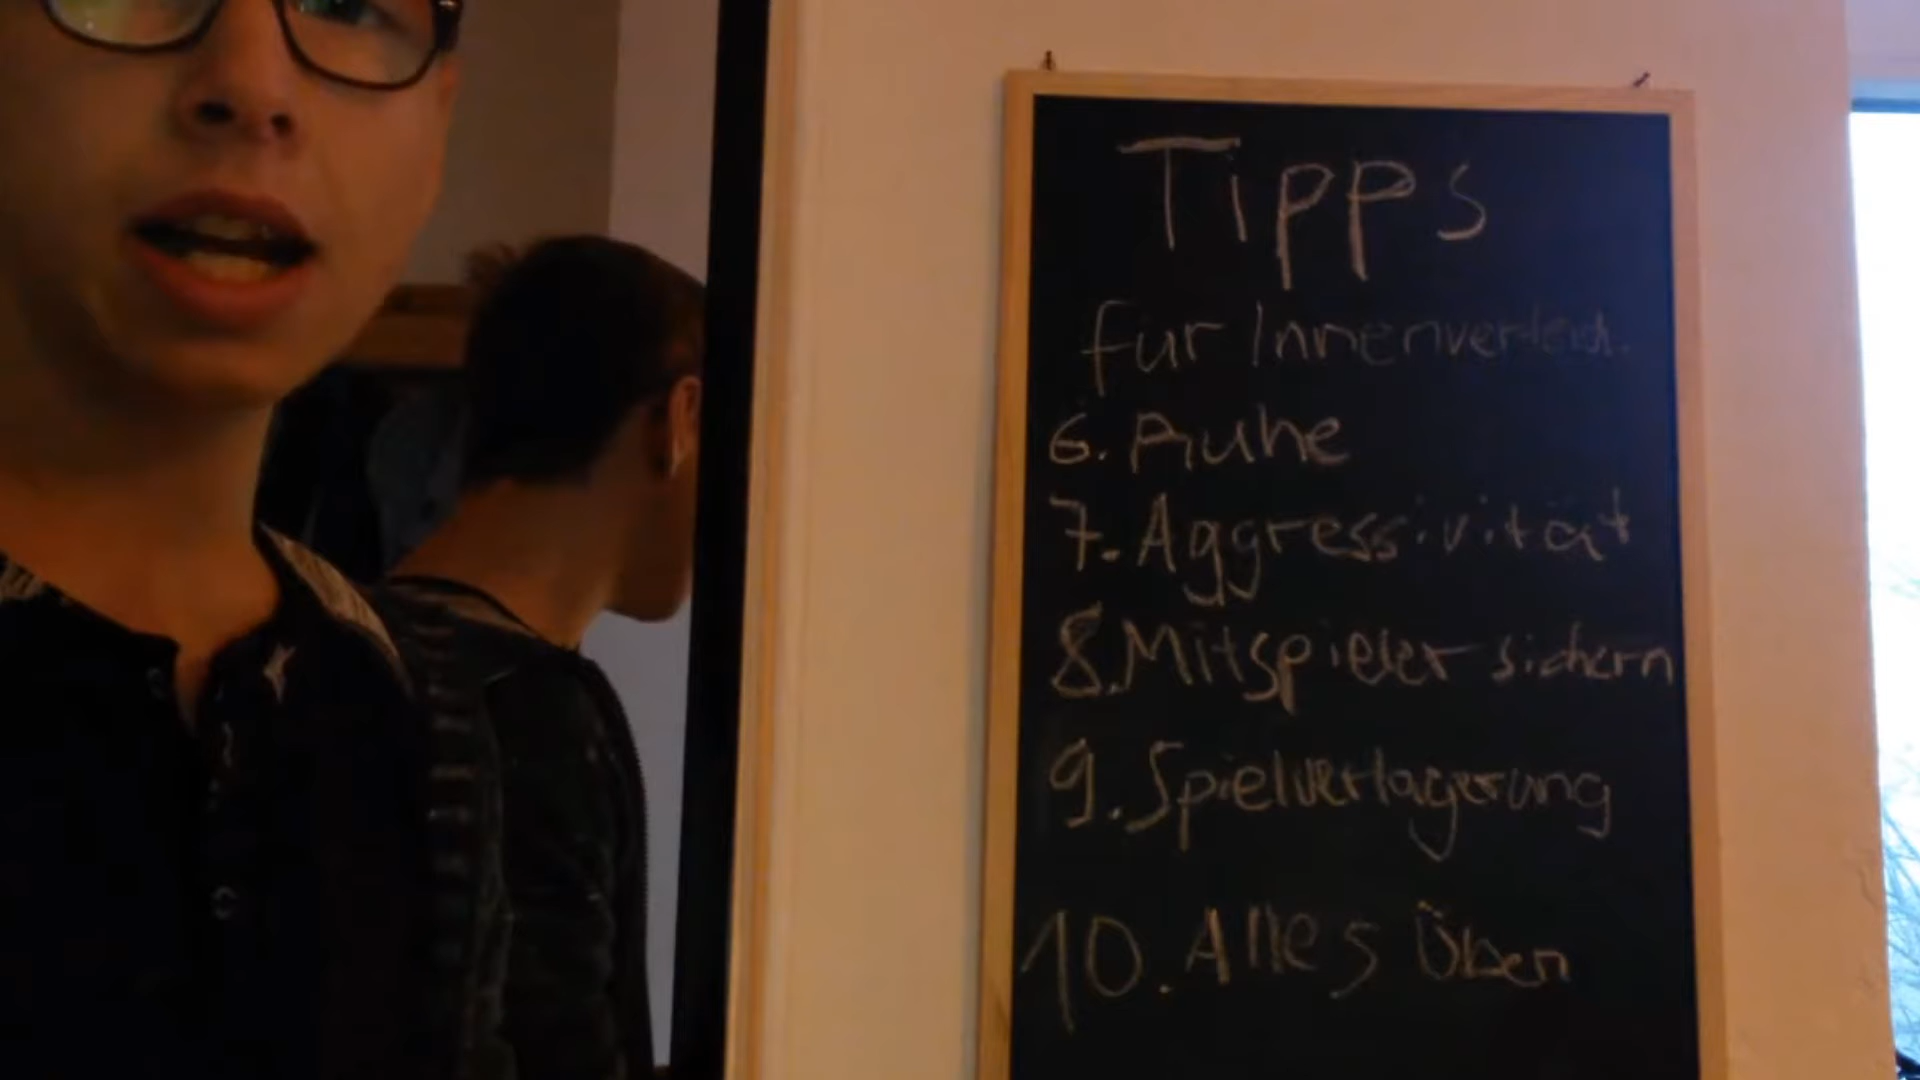 Tipps
für Innenverteid.
6. Ruhe
7. Aggressivität
8. Mitspieler sichern
9. Spielverlagerung
10. Alles Üben